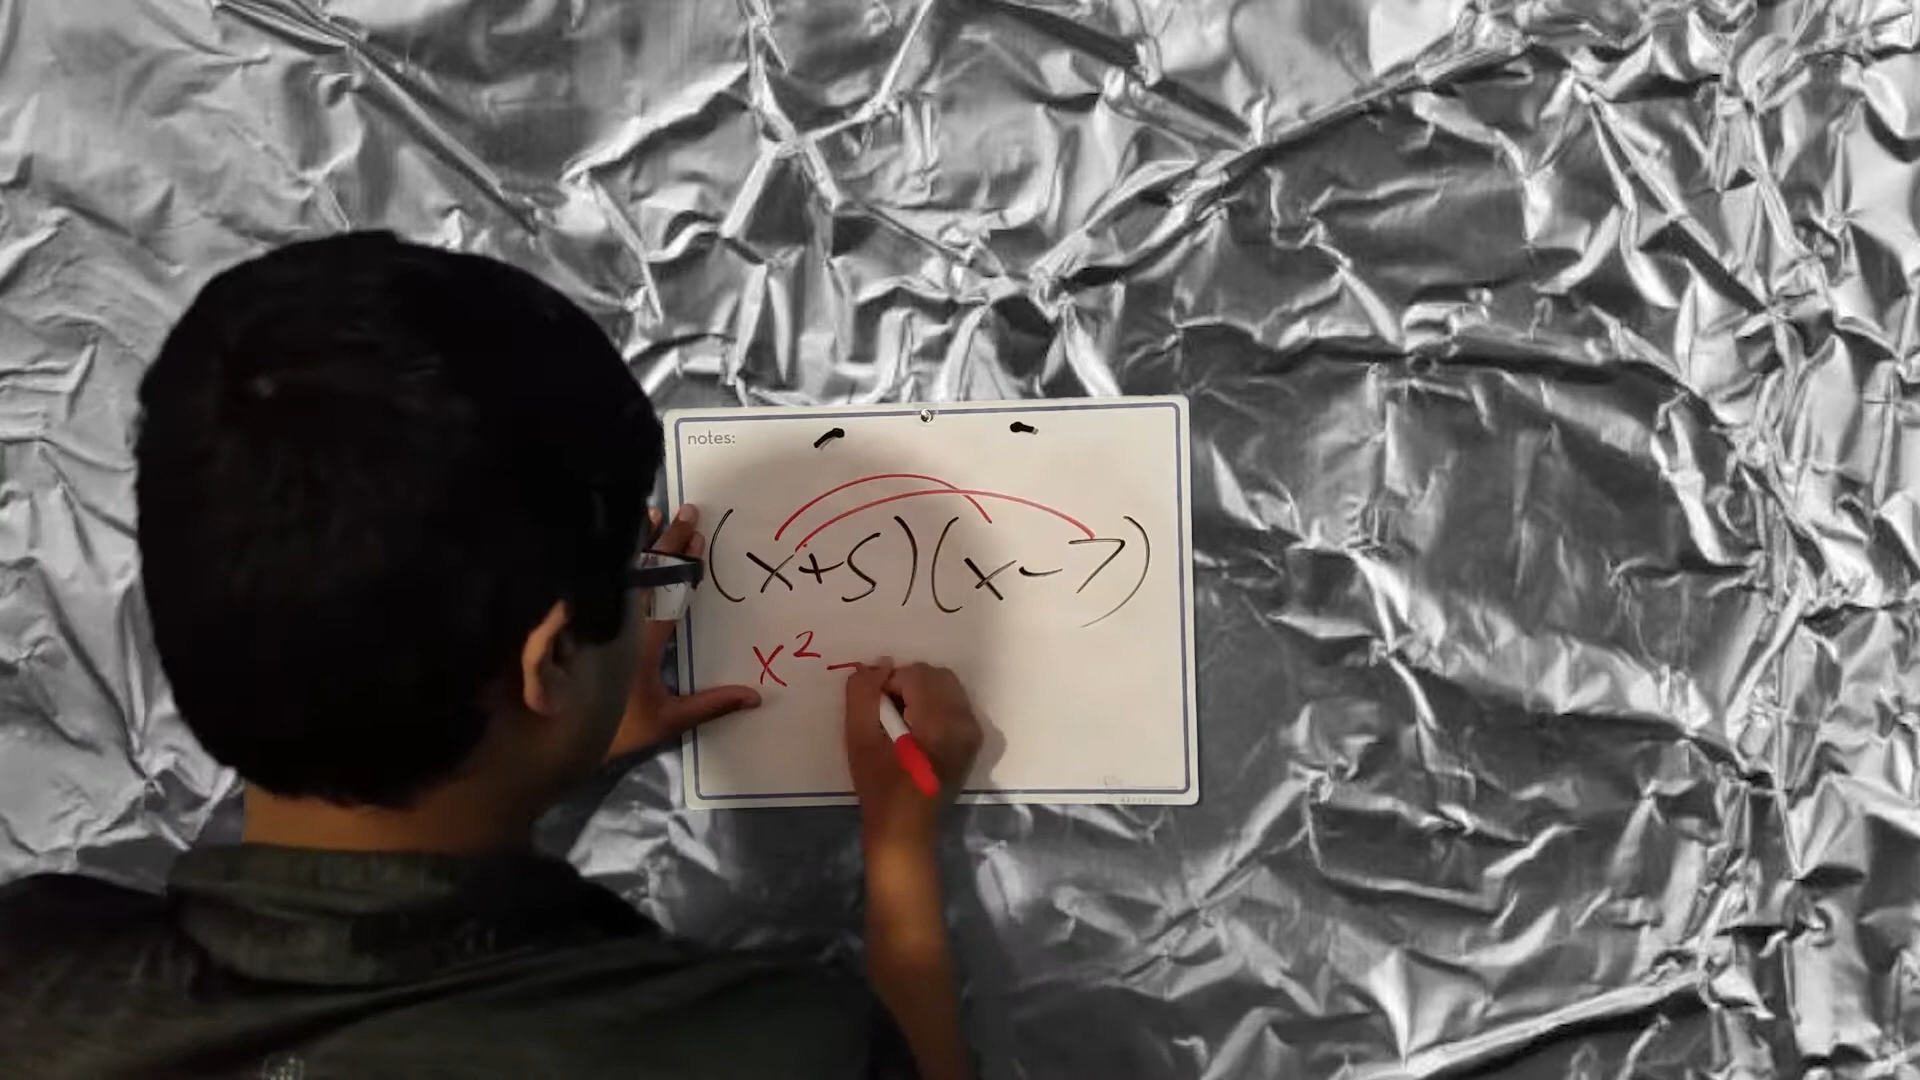 notes:
(x+5)(x-7)
x² -